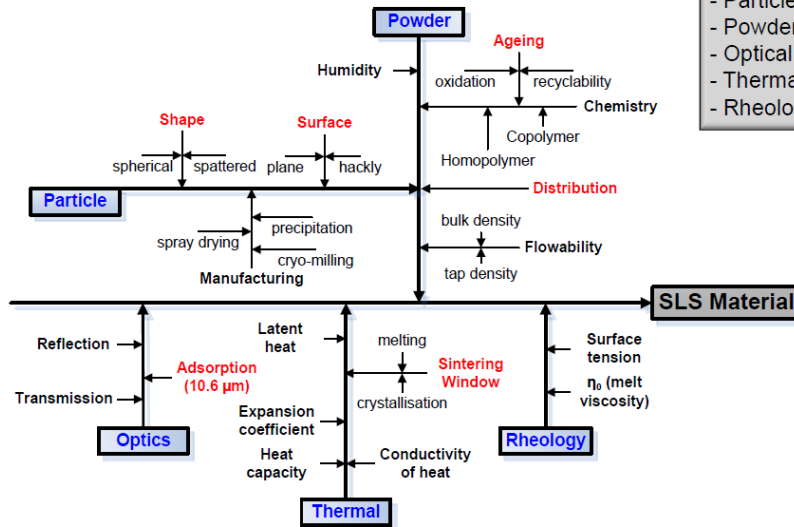 Powder
- Particle
- Powder
- Optical
- Thermal
- Rheolo
Ageing
Humidity
oxidation
recyclability
Chemistry
Copolymer
Homopolymer
Shape
spherical
spattered
Surface
plane
hackly
Particle
Distribution
precipitation
spray drying
cryo-milling
Manufacturing
bulk density
Flowability
tap density
SLS Material
Reflection
Adsorption
(10.6 µm)
Transmission
Optics
Latent
heat
melting
Sintering
Window
crystallisation
Expansion
coefficient
Heat
capacity
Conductivity
of heat
Thermal
Surface
tension
η₀ (melt
viscosity)
Rheology